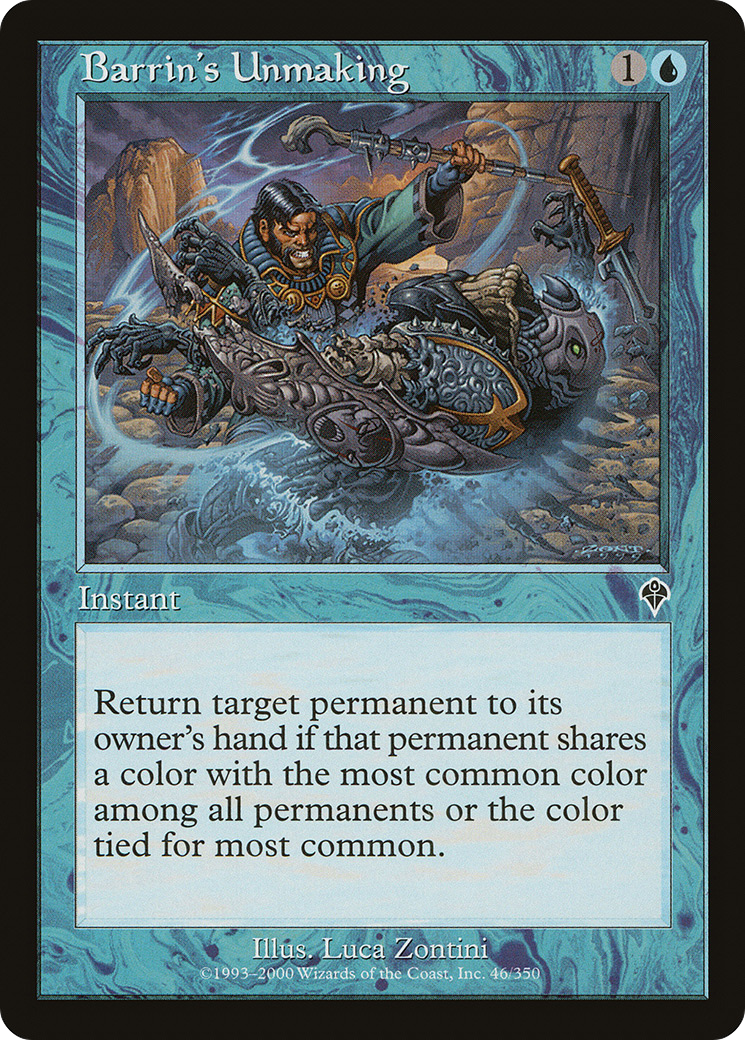 Barrin's Unmaking 1
Instant
Return target permanent to its
owner's hand if that permanent shares
a color with the most common color
among all permanents or the color
tied for most common.
Illus. Luca Zontini
©1993–2000 Wizards of the Coast, Inc. 46/350